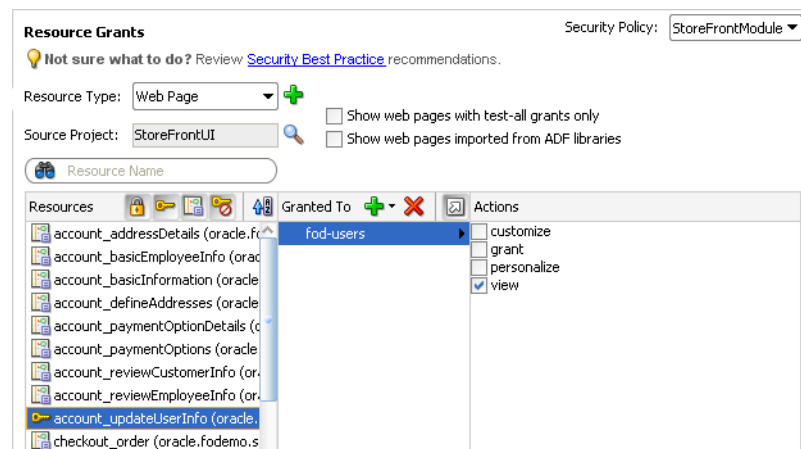 Resource Grants
Security Policy: StoreFrontModule
Not sure what to do? Review Security Best Practice recommendations.
Resource Type: Web Page
Show web pages with test-all grants only
Source Project: StoreFrontUI
Show web pages imported from ADF libraries
Resource Name
Resources Granted To Actions
account_addressDetails (oracle.fo
fod-users
customize
account_basicEmployeeInfo (orac
grant
account_basicInformation (oracle
personalize
account_defineAddresses (oracle
view
account_paymentOptionDetails (o
account_paymentOptions (oracle
account_reviewCustomerInfo (or
account_reviewEmployeeInfo (or
account_updateUserInfo (oracle.
checkout_order (oracle.fodemo.s